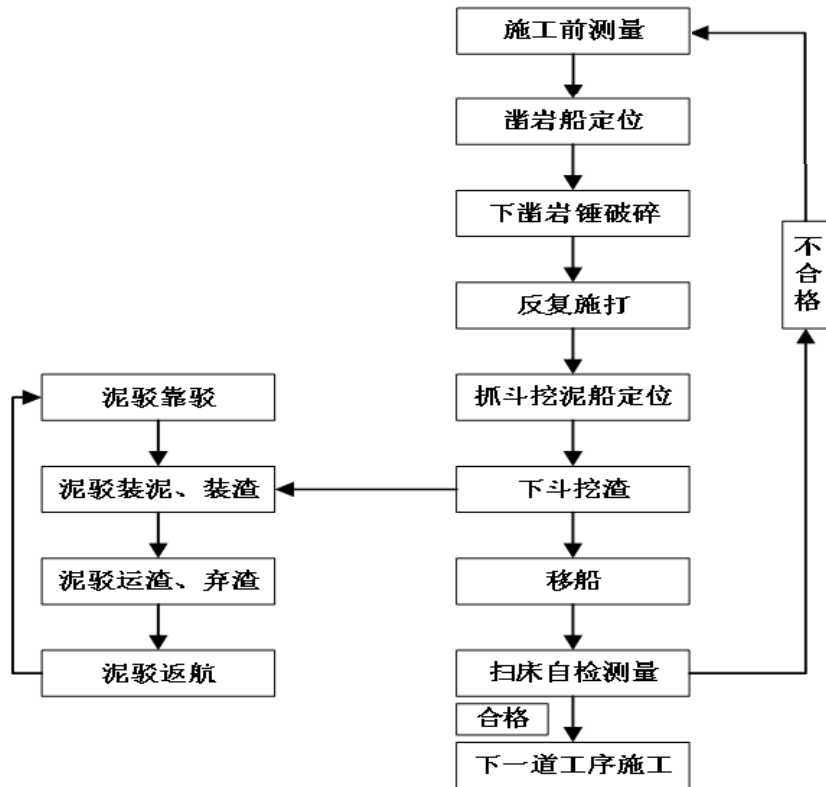 施工前测量
凿岩船定位
下凿岩锤破碎
不合格
反复施打
泥驳靠驳
抓斗挖泥船定位
泥驳装泥、装渣
下斗挖渣
泥驳运渣、弃渣
移船
泥驳返航
扫床自检测量
合格
下一道工序施工